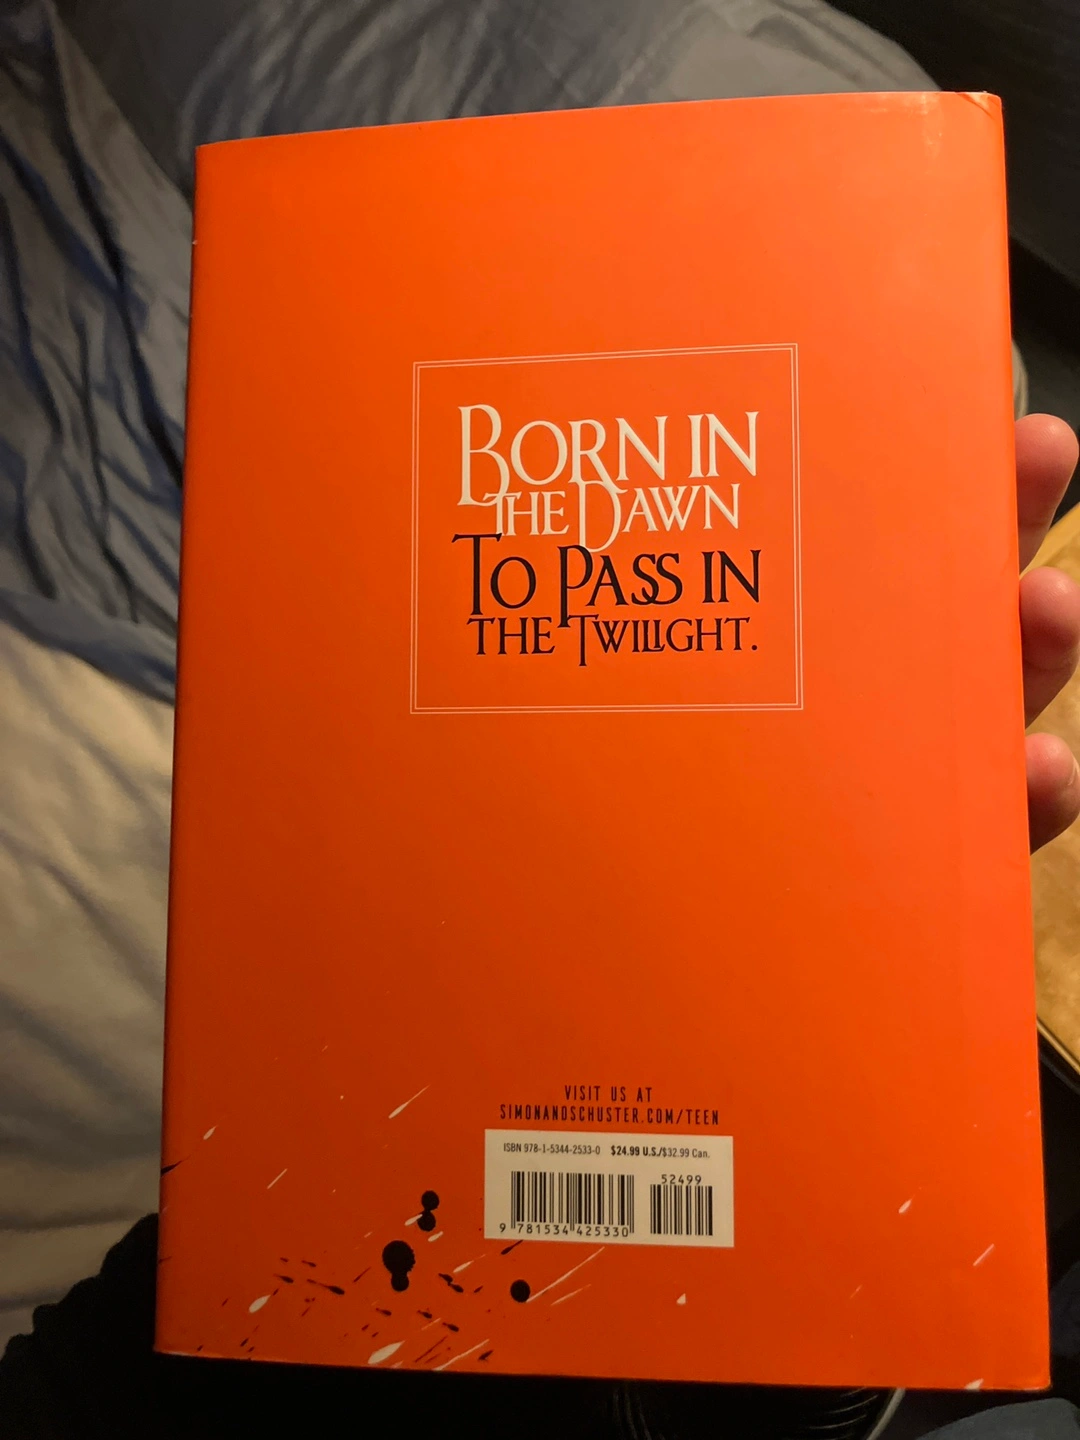 BORN IN
THE DAWN
TO PASS IN
THE TWILIGHT.
VISIT US AT
SIMONANDSCHUSTER.COM/TEEN
ISBN 978-1-5344-2533-0 $24.99 U.S./$32.99 Can.
52499
9 781534 425330